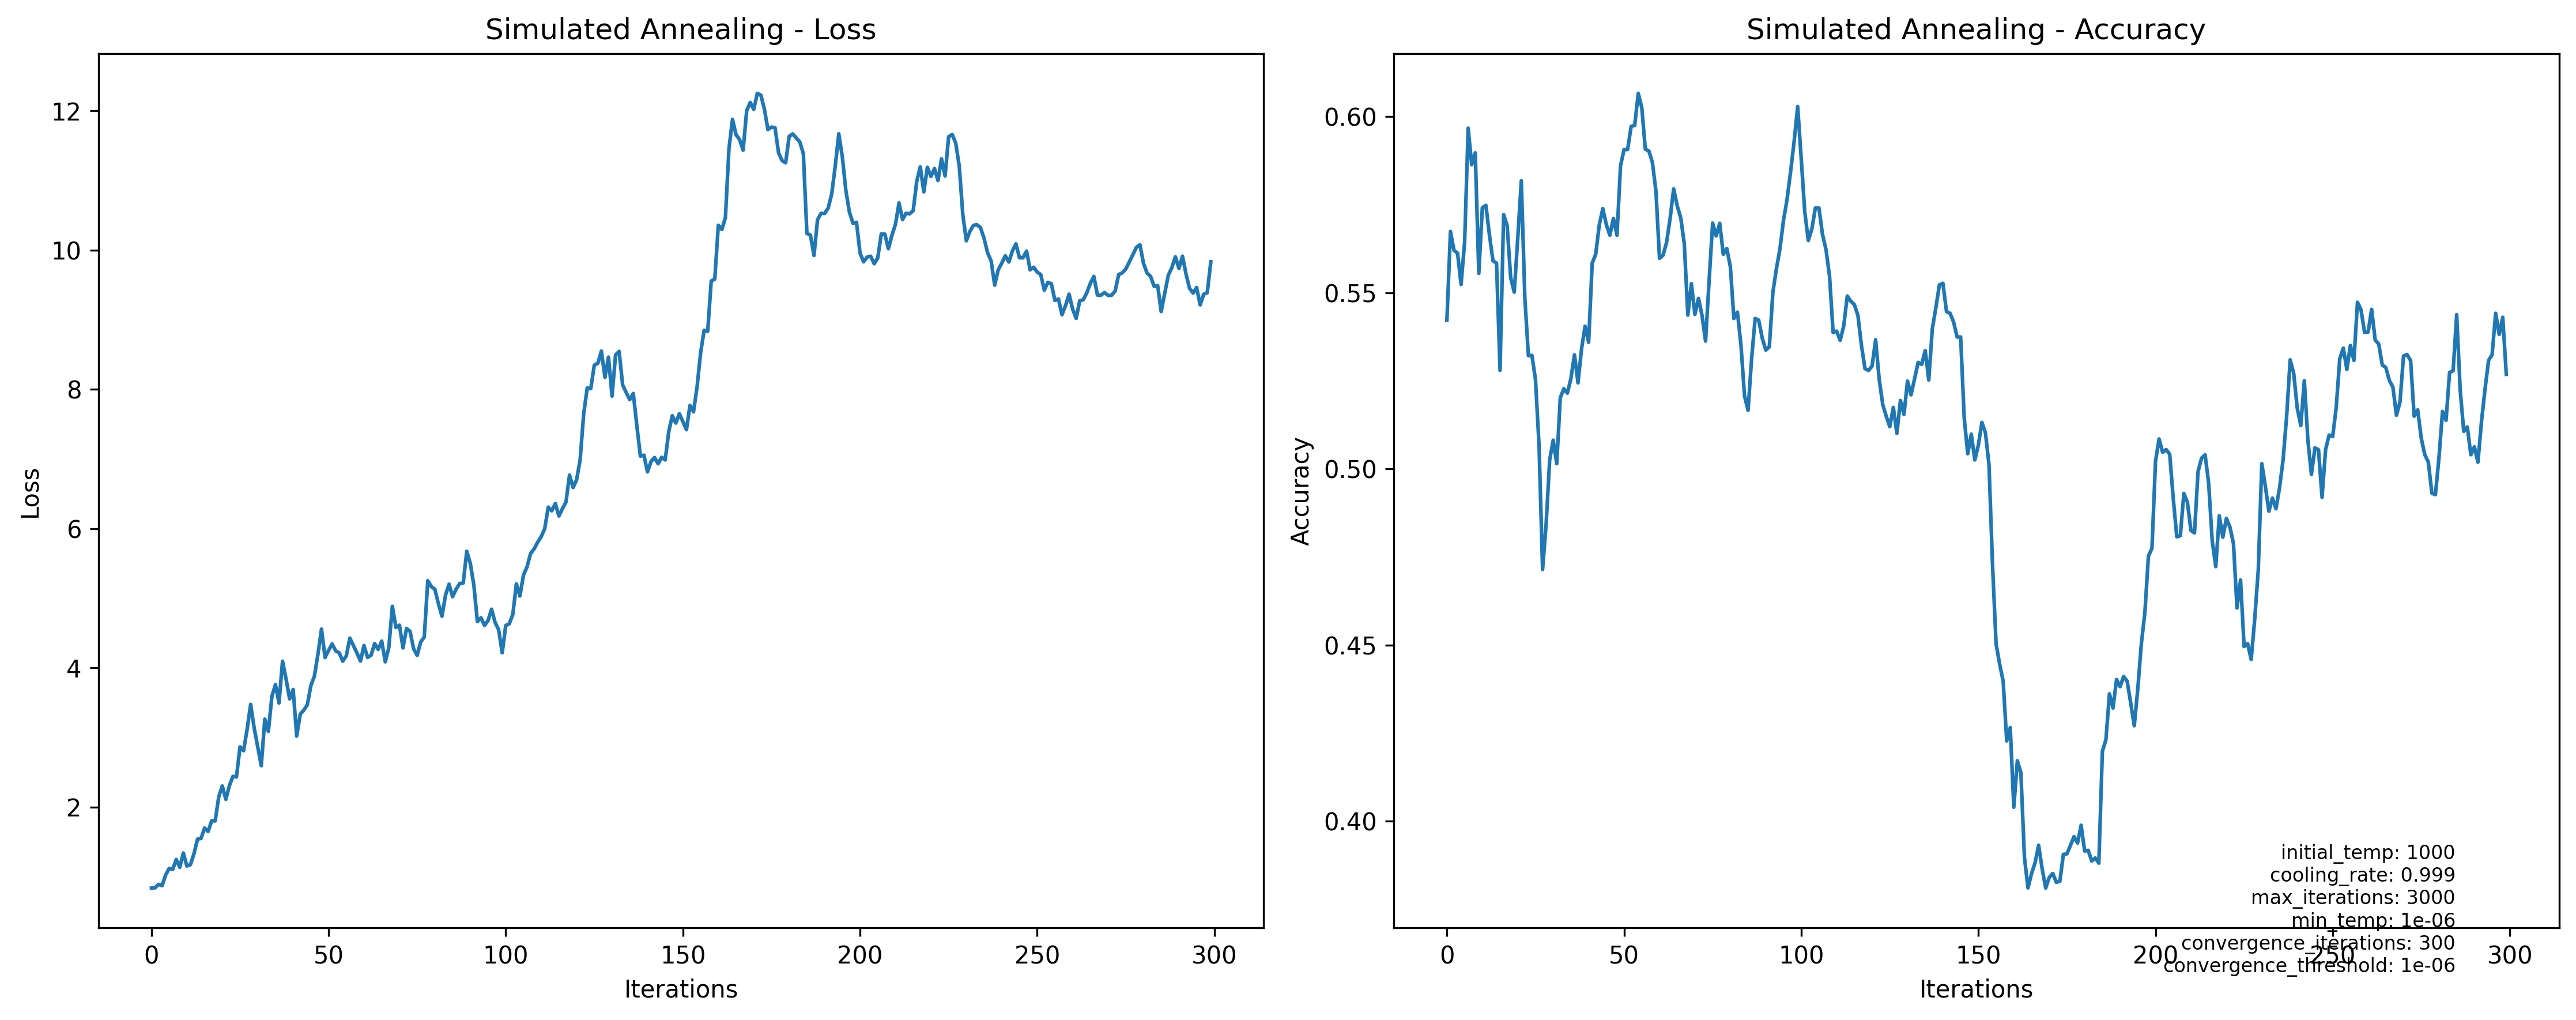 Simulated Annealing - Loss
12
10
8
6
4
2
Loss
0 50 100 150 200 250 300
Iterations
Simulated Annealing - Accuracy
0.60
0.55
0.50
0.45
0.40
Accuracy
initial_temp: 1000
cooling_rate: 0.999
max_iterations: 3000
min_temp: 1e-06
convergence_iterations: 300
convergence_threshold: 1e-06
0 50 100 150 200 250 300
Iterations